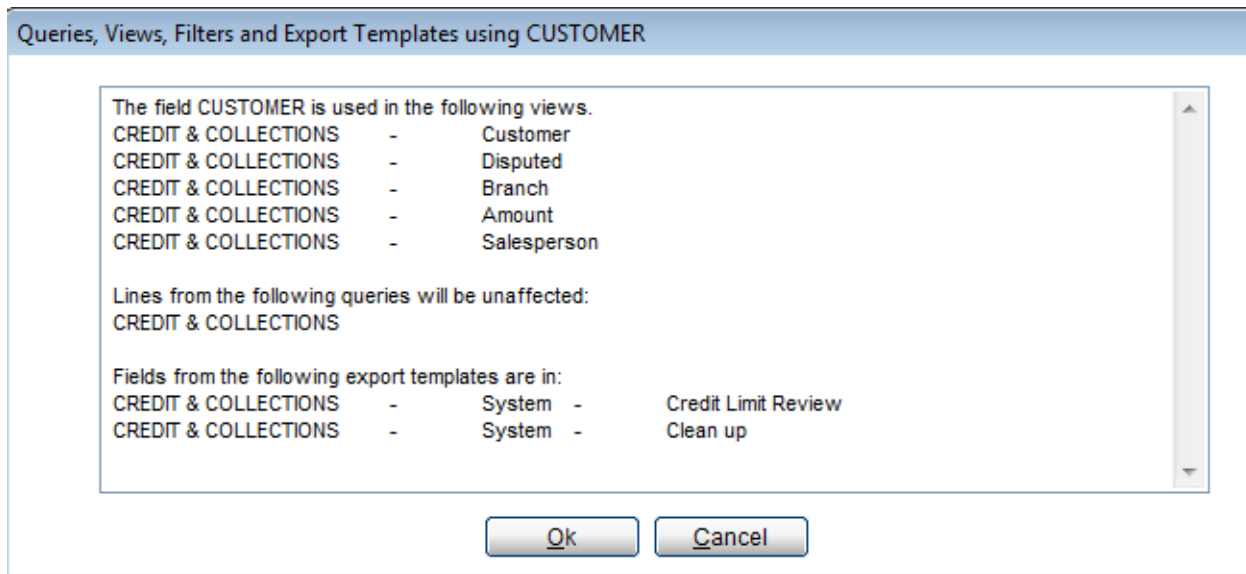 Queries, Views, Filters and Export Templates using CUSTOMER
The field CUSTOMER is used in the following views.
CREDIT & COLLECTIONS - Customer
CREDIT & COLLECTIONS - Disputed
CREDIT & COLLECTIONS - Branch
CREDIT & COLLECTIONS - Amount
CREDIT & COLLECTIONS - Salesperson
Lines from the following queries will be unaffected:
CREDIT & COLLECTIONS
Fields from the following export templates are in:
CREDIT & COLLECTIONS - System - Credit Limit Review
CREDIT & COLLECTIONS - System - Clean up
Ok Cancel